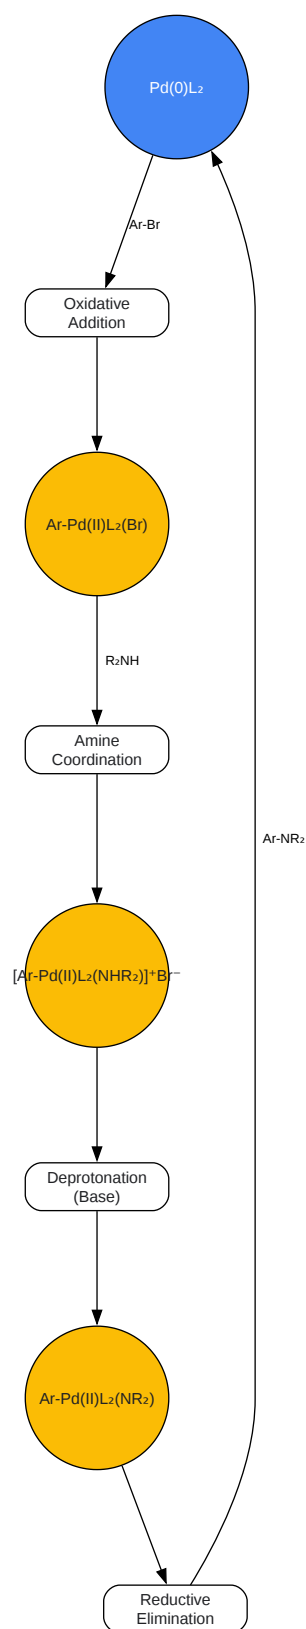 Pd(0)L₂
Ar-Br
Oxidative
Addition
Ar-Pd(II)L₂(Br)
R₂NH
Amine
Coordination
Ar-NR₂
[Ar-Pd(II)L₂(NHR₂)]⁺Br⁻
Deprotonation
(Base)
Ar-Pd(II)L₂(NR₂)
Reductive
Elimination